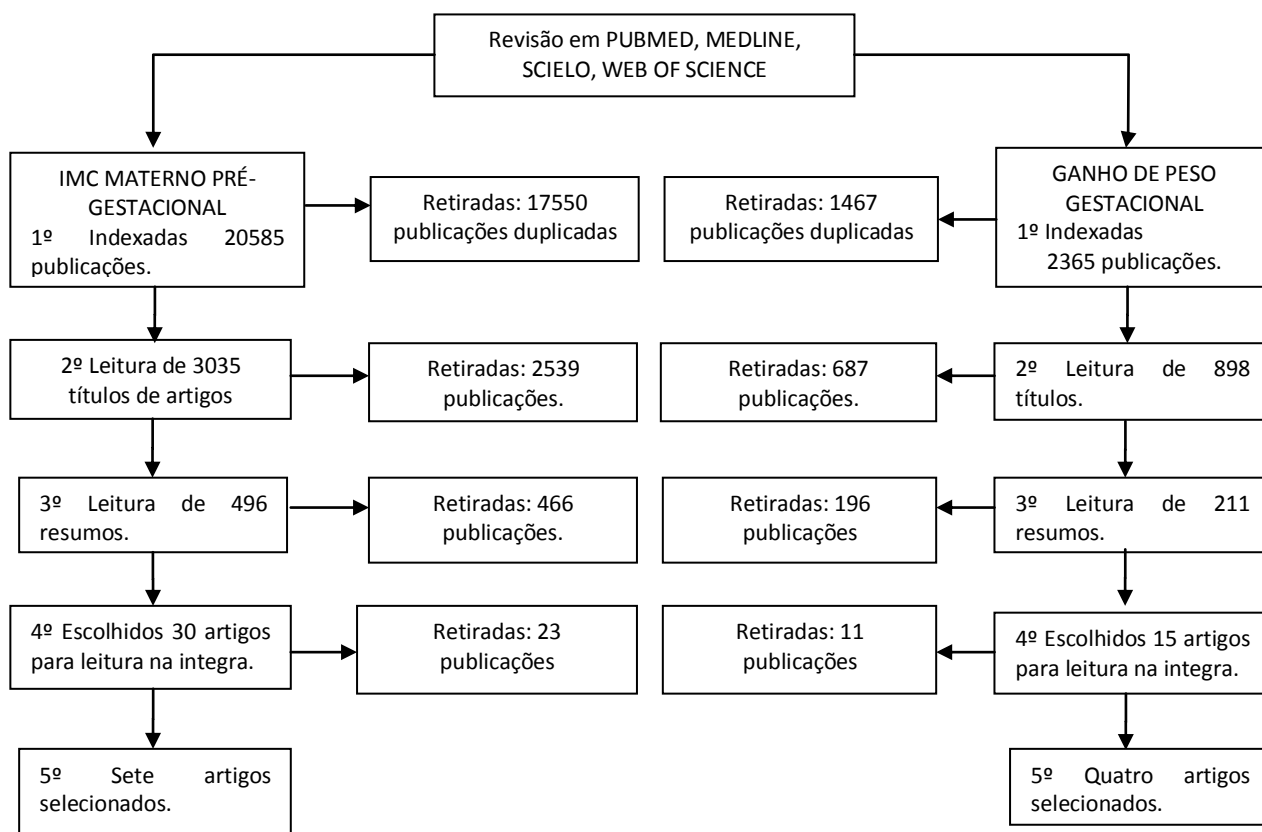 Revisão em PUBMED, MEDLINE,
SCIELO, WEB OF SCIENCE
IMC MATERNO PRÉ-
GESTACIONAL
1º Indexadas 20585
publicações.
Retiradas: 17550
publicações duplicadas
Retiradas: 1467
publicações duplicadas
GANHO DE PESO
GESTACIONAL
1º Indexadas
2365 publicações.
2º Leitura de 3035
títulos de artigos
Retiradas: 2539
publicações.
Retiradas: 687
publicações.
2º Leitura de 898
títulos.
3º Leitura de 496
resumos.
Retiradas: 466
publicações.
Retiradas: 196
publicações
3º Leitura de 211
resumos.
4º Escolhidos 30 artigos
para leitura na integra.
Retiradas: 23
publicações
Retiradas: 11
publicações
4º Escolhidos 15 artigos
para leitura na integra.
5º Sete artigos
selecionados.
5º Quatro artigos
selecionados.